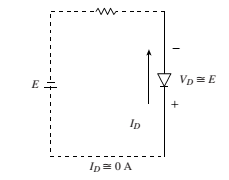 −
E
V_D ≅ E
+
I_D
I_D ≅ 0 A